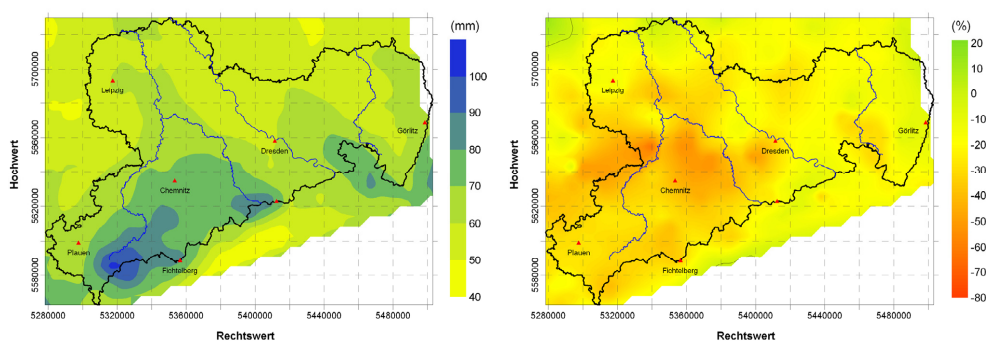 (mm)
100
90
80
70
60
50
40
Hochwert
5700000
5660000
5620000
5580000
5280000
5320000
5360000
5400000
5440000
5480000
Rechtswert
Leipzig
Görlitz
Dresden
Chemnitz
Plauen
Fichtelberg
(%)
20
10
0
-10
-20
-30
-40
-50
-60
-70
-80
Hochwert
5700000
5660000
5620000
5580000
5280000
5320000
5360000
5400000
5440000
5480000
Rechtswert
Leipzig
Görlitz
Dresden
Chemnitz
Plauen
Fichtelberg